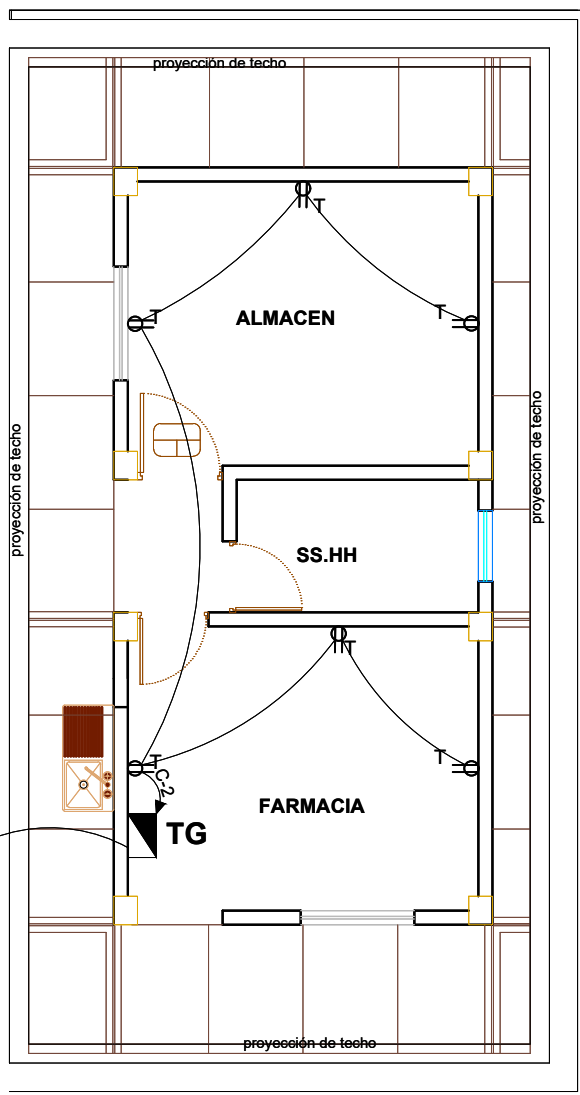 proyección de techo
T
T
T
ALMACEN
proyección de techo
proyección de techo
SS.HH
T
T
T
C-2
FARMACIA
TG
proyección de techo